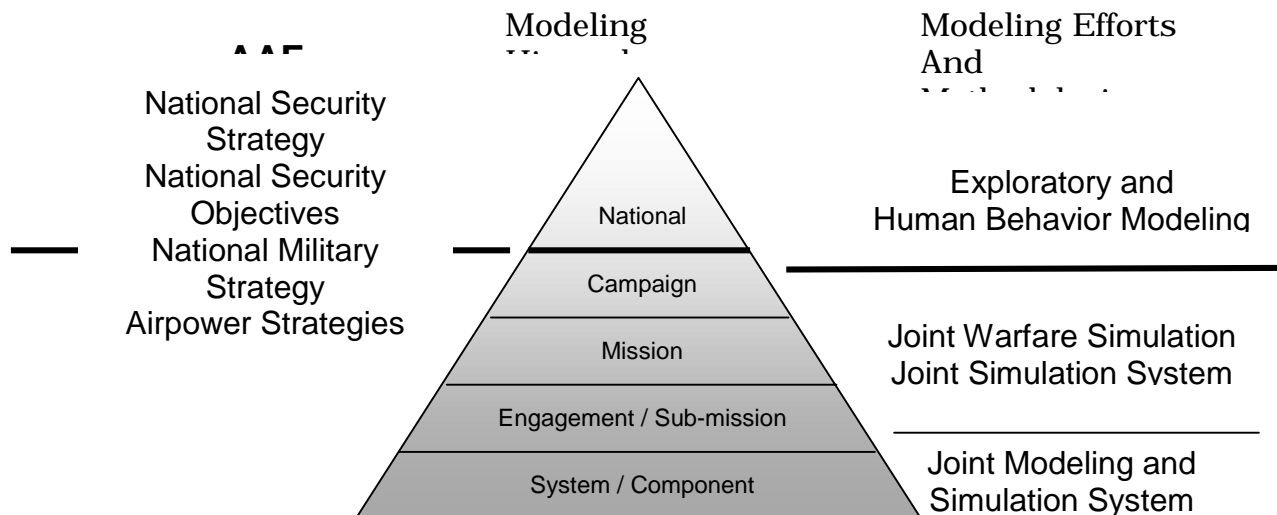 Modeling
Modeling Efforts
And
National Security
Strategy
National Security
Objectives
National Military
Strategy
Airpower Strategies
National
Campaign
Mission
Engagement / Sub-mission
System / Component
Exploratory and
Human Behavior Modeling
Joint Warfare Simulation
Joint Simulation System
Joint Modeling and
Simulation System